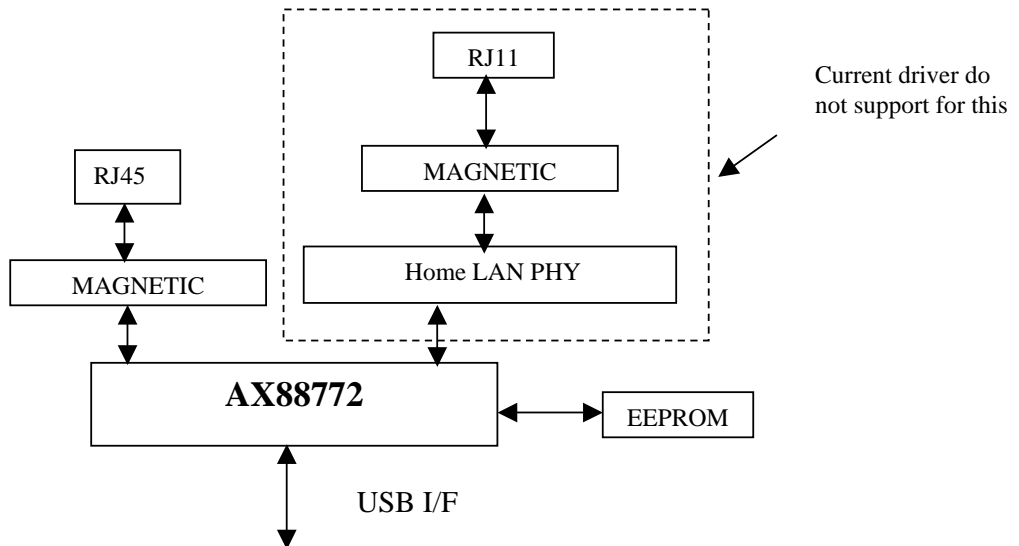 RJ11
Current driver do
not support for this
MAGNETIC
RJ45
Home LAN PHY
MAGNETIC
AX88772
EEPROM
USB I/F